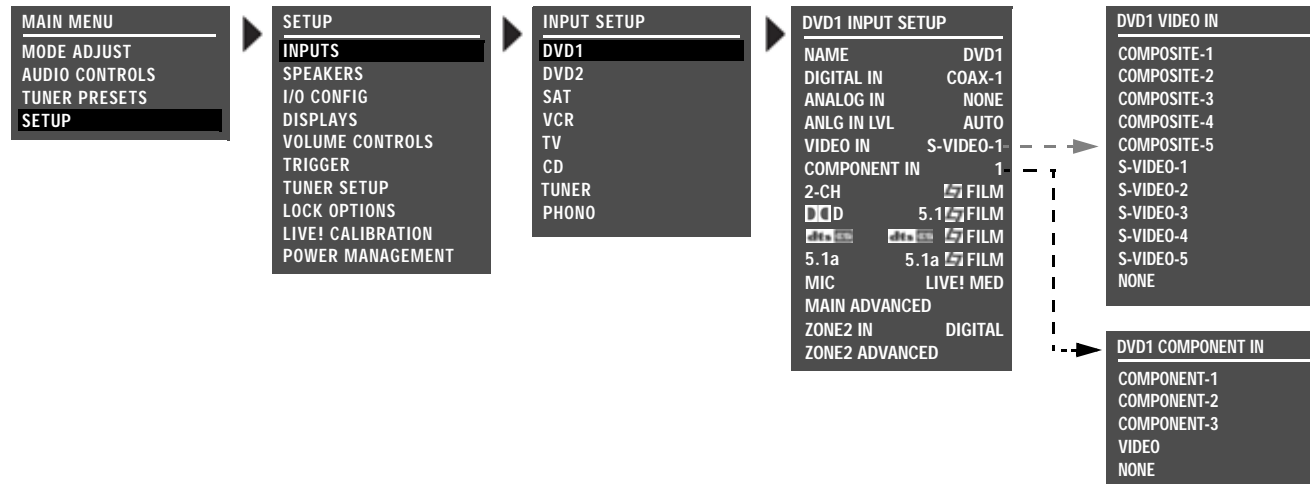 MAIN MENU
MODE ADJUST
AUDIO CONTROLS
TUNER PRESETS
SETUP
SETUP
INPUTS
SPEAKERS
I/O CONFIG
DISPLAYS
VOLUME CONTROLS
TRIGGER
TUNER SETUP
LOCK OPTIONS
LIVE! CALIBRATION
POWER MANAGEMENT
INPUT SETUP
DVD1
DVD2
SAT
VCR
TV
CD
TUNER
PHONO
DVD1 INPUT SETUP
NAME DVD1
DIGITAL IN COAX-1
ANALOG IN NONE
ANLG IN LVL AUTO
VIDEO IN S-VIDEO-1
COMPONENT IN 1
2-CH FILM
D 5.1 FILM
dts dts FILM
5.1a 5.1a FILM
MIC LIVE! MED
MAIN ADVANCED
ZONE2 IN DIGITAL
ZONE2 ADVANCED
DVD1 VIDEO IN
COMPOSITE-1
COMPOSITE-2
COMPOSITE-3
COMPOSITE-4
COMPOSITE-5
S-VIDEO-1
S-VIDEO-2
S-VIDEO-3
S-VIDEO-4
S-VIDEO-5
NONE
DVD1 COMPONENT IN
COMPONENT-1
COMPONENT-2
COMPONENT-3
VIDEO
NONE